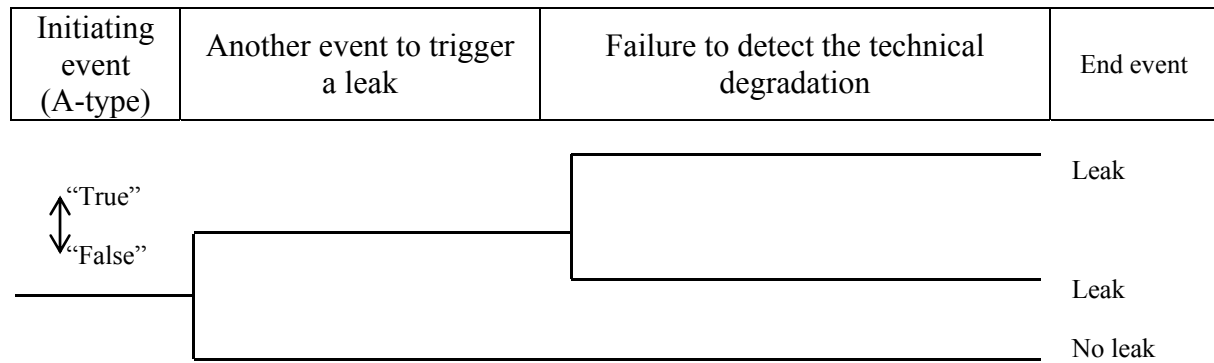 Initiating
event
(A-type)
Another event to trigger
a leak
Failure to detect the technical
degradation
End event
Leak
“True”
“False”
Leak
No leak